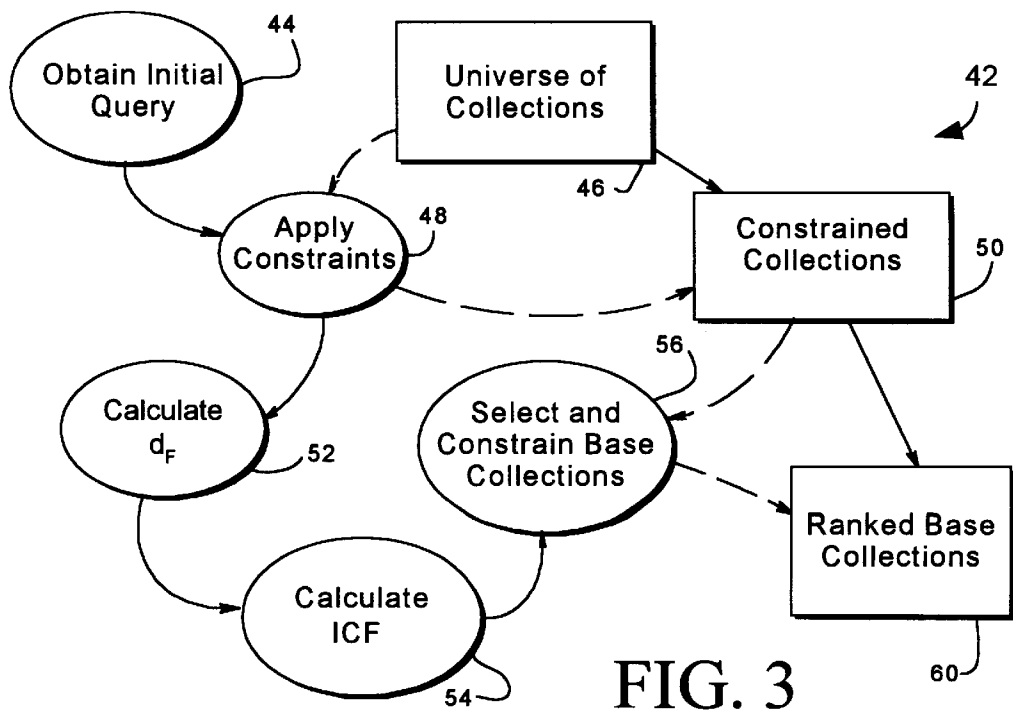 44
Obtain Initial
Query
Universe of
Collections
42
46
48
Apply
Constraints
Constrained
Collections
50
56
Calculate
dF
52
Select and
Constrain Base
Collections
Ranked Base
Collections
Calculate
ICF
54
60
FIG. 3